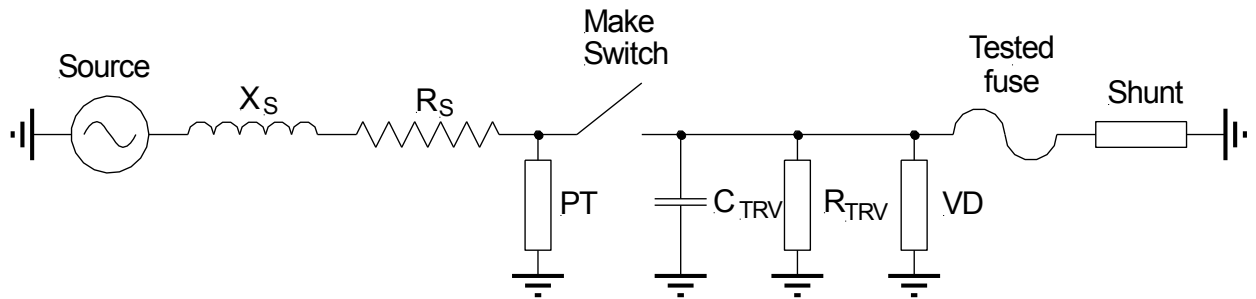 Make
Switch
Tested
fuse
Source
XS
RS
Shunt
PT
CTRV
RTRV
VD